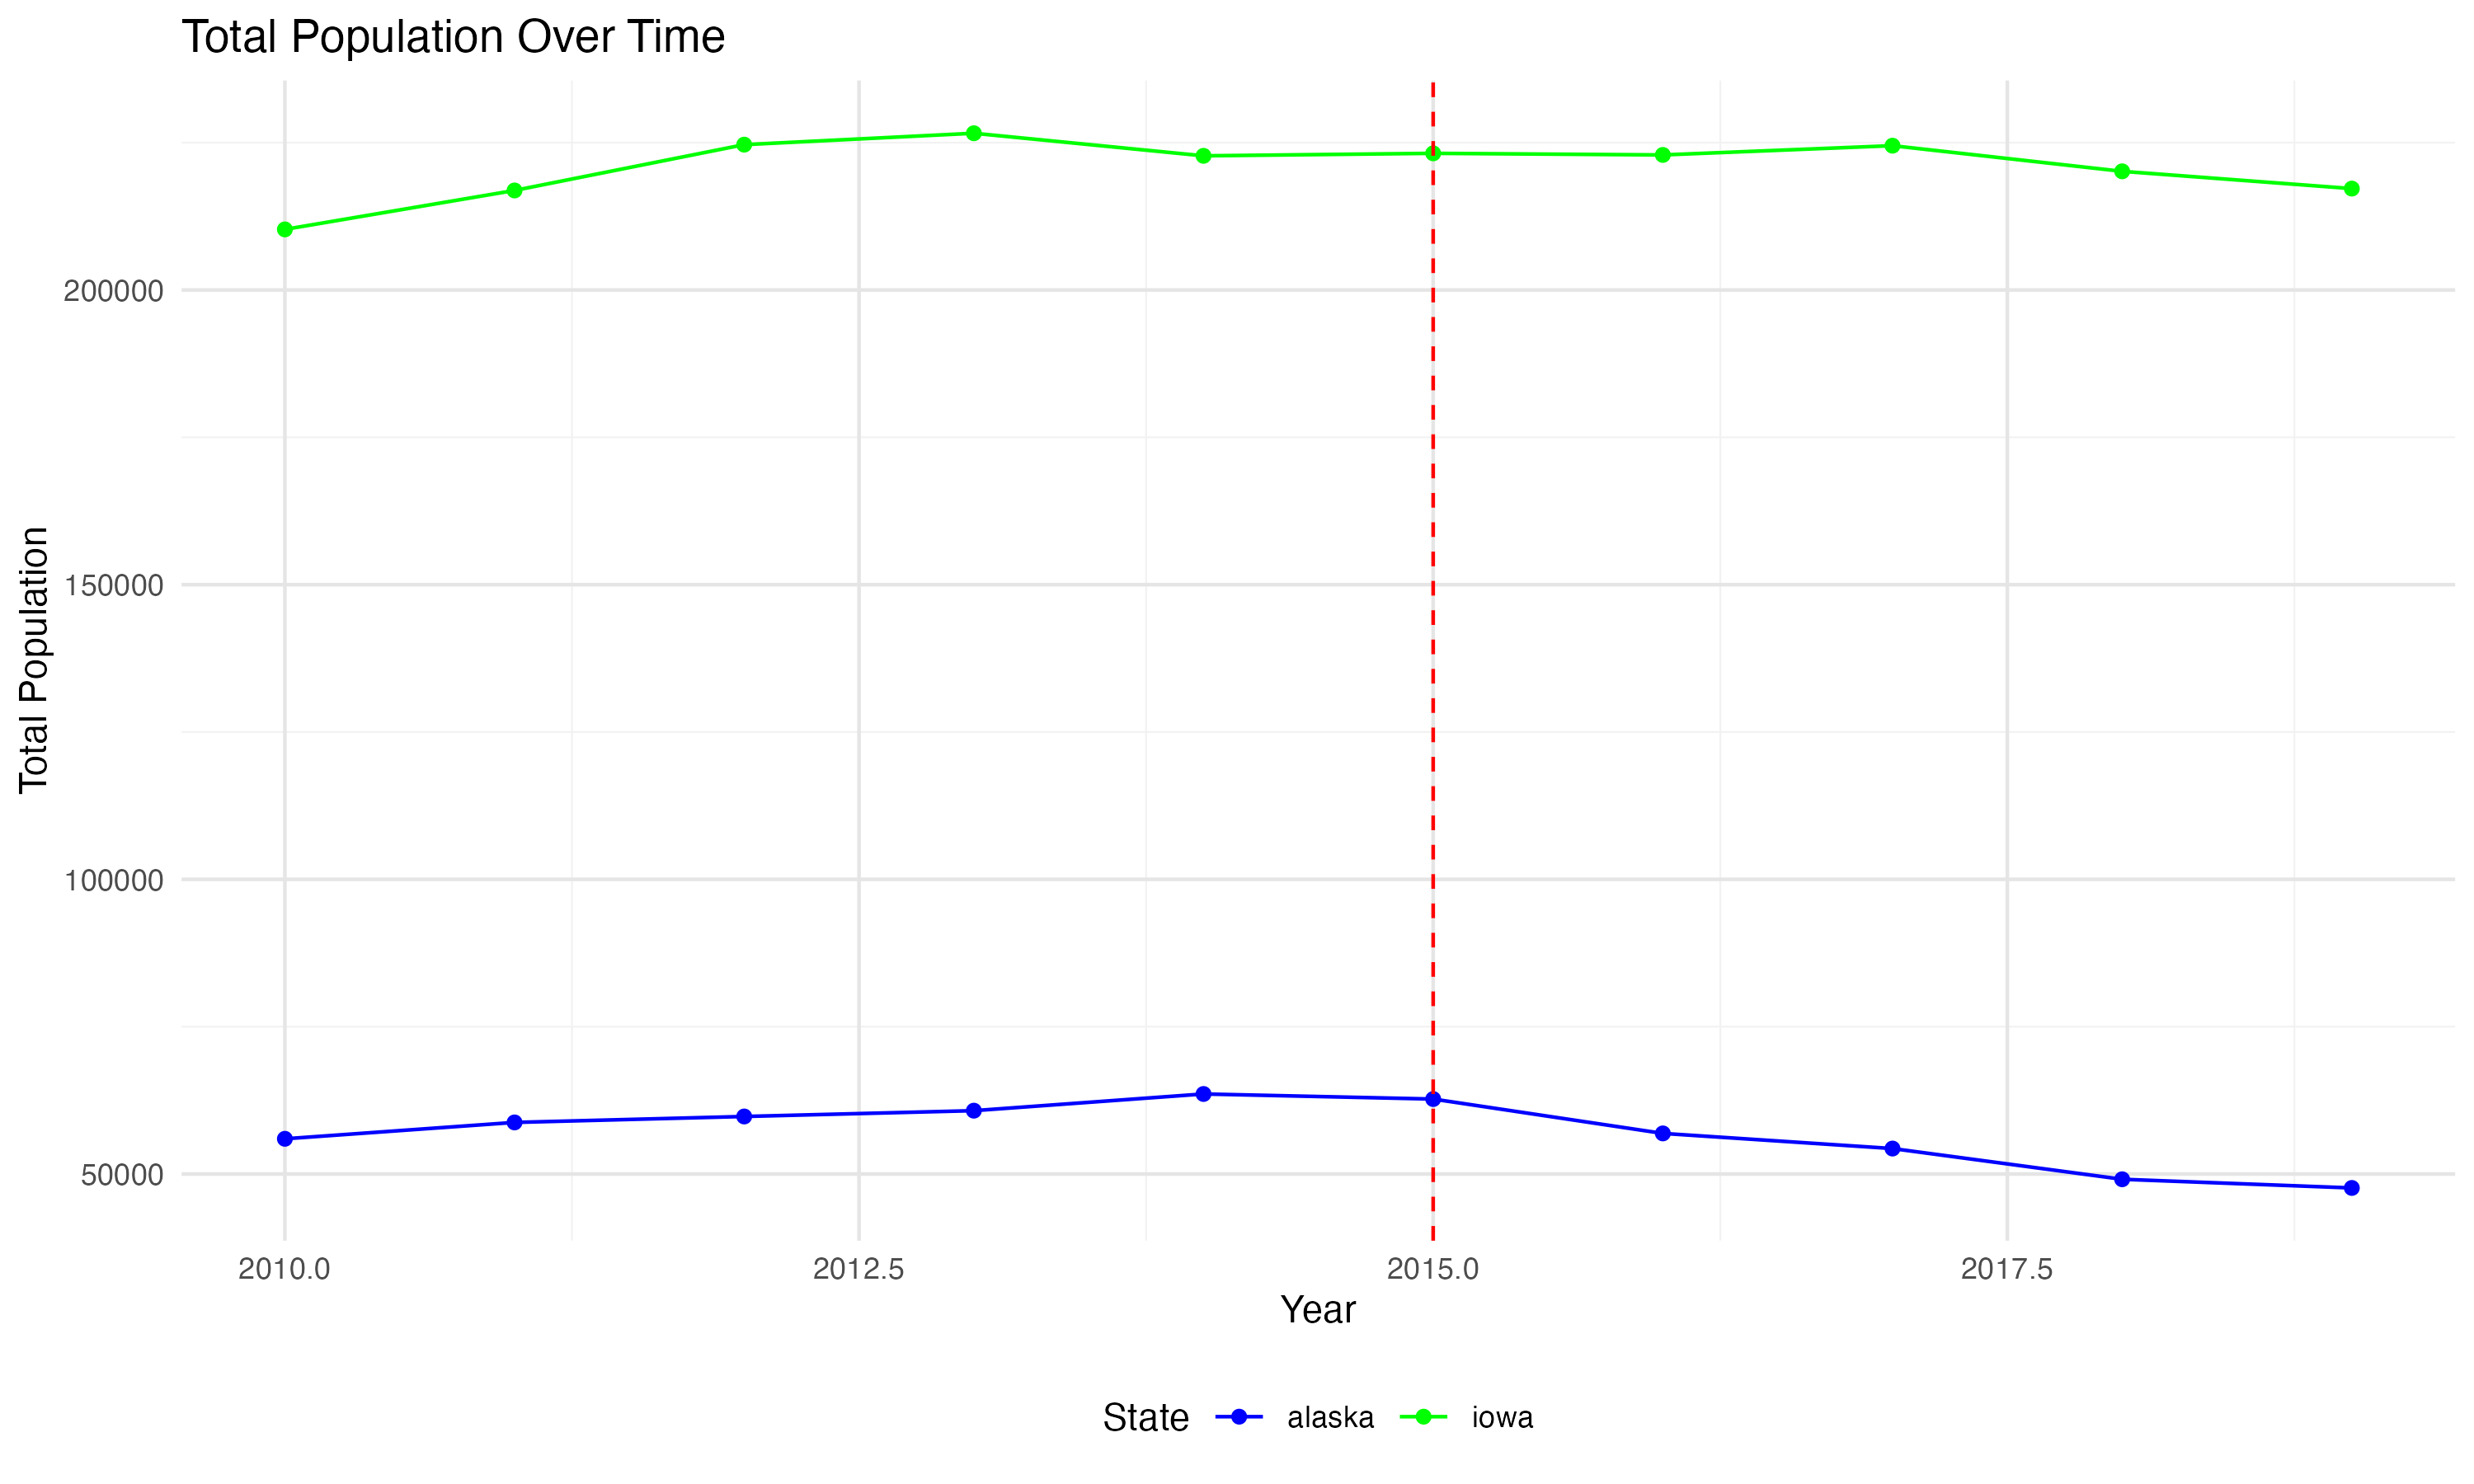 Total Population Over Time
Total Population
200000
150000
100000
50000
2010.0 2012.5 2015.0 2017.5
Year
State alaska iowa